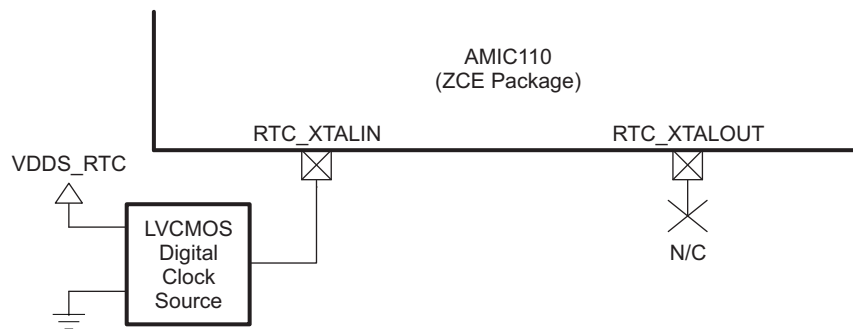 AMIC110
(ZCE Package)
RTC_XTALIN
RTC_XTALOUT
VDDS_RTC
LVCMOS
Digital
Clock
Source
N/C